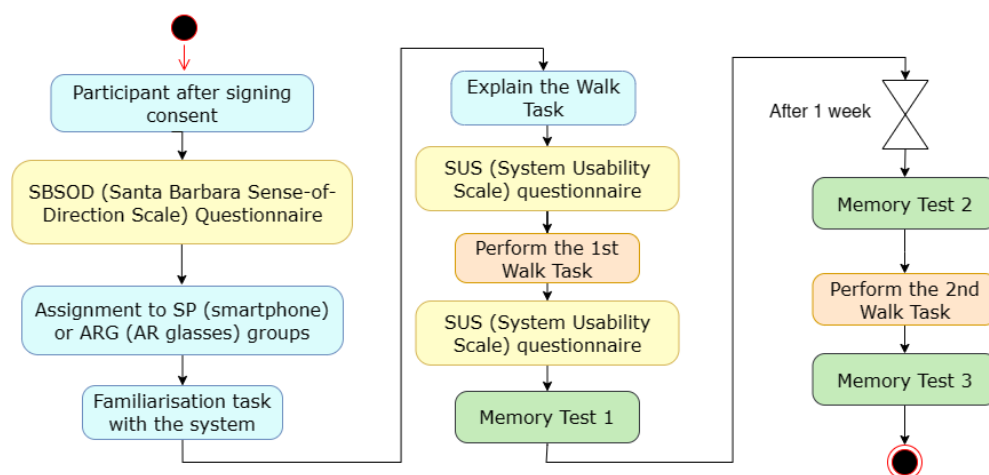 Participant after signing
consent
SBSOD (Santa Barbara Sense-of-
Direction Scale) Questionnaire
Assignment to SP (smartphone)
or ARG (AR glasses) groups
Familiarisation task
with the system
Explain the Walk
Task
SUS (System Usability
Scale) questionnaire
Perform the 1st
Walk Task
SUS (System Usability
Scale) questionnaire
Memory Test 1
After 1 week
Memory Test 2
Perform the 2nd
Walk Task
Memory Test 3